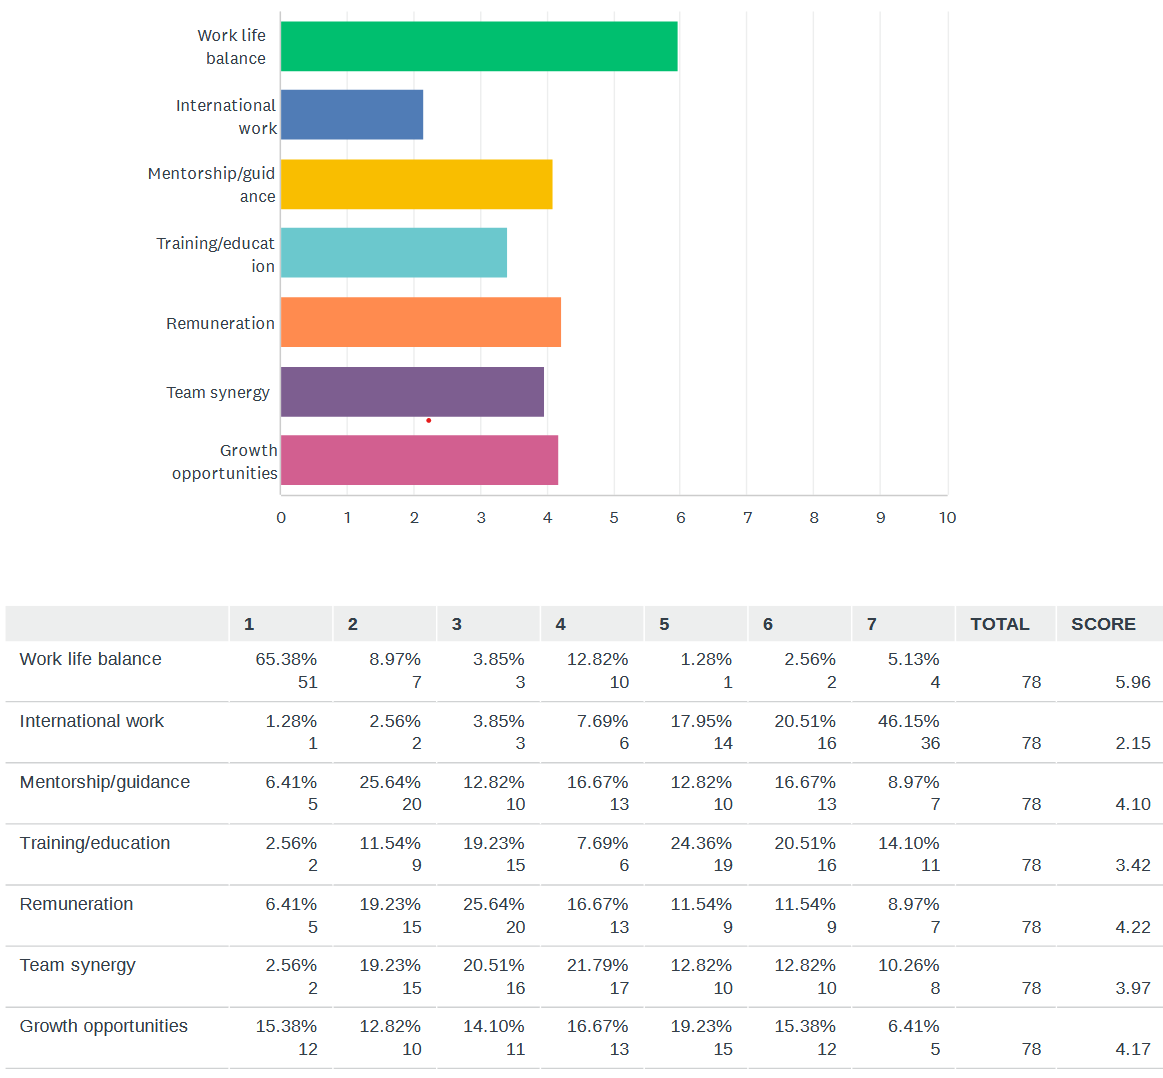 Work life
balance
International
work
Mentorship/guid
ance
Training/educat
ion
Remuneration
Team synergy
Growth
opportunities
0 1 2 3 4 5 6 7 8 9 10
1 2 3 4 5 6 7 TOTAL SCORE
Work life balance 65.38% 8.97% 3.85% 12.82% 1.28% 2.56% 5.13%
51 7 3 10 1 2 4 78 5.96
International work 1.28% 2.56% 3.85% 7.69% 17.95% 20.51% 46.15%
1 2 3 6 14 16 36 78 2.15
Mentorship/guidance 6.41% 25.64% 12.82% 16.67% 12.82% 16.67% 8.97%
5 20 10 13 10 13 7 78 4.10
Training/education 2.56% 11.54% 19.23% 7.69% 24.36% 20.51% 14.10%
2 9 15 6 19 16 11 78 3.42
Remuneration 6.41% 19.23% 25.64% 16.67% 11.54% 11.54% 8.97%
5 15 20 13 9 9 7 78 4.22
Team synergy 2.56% 19.23% 20.51% 21.79% 12.82% 12.82% 10.26%
2 15 16 17 10 10 8 78 3.97
Growth opportunities 15.38% 12.82% 14.10% 16.67% 19.23% 15.38% 6.41%
12 10 11 13 15 12 5 78 4.17